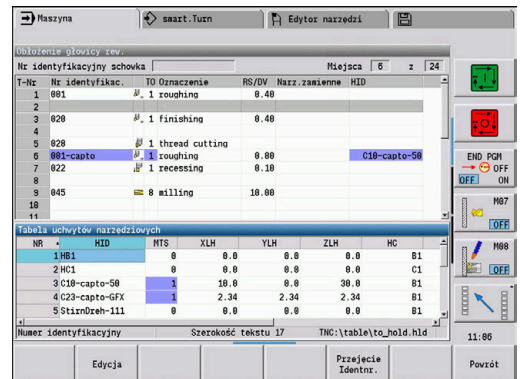 Maszyna smart.Turn Edytor narzędzi
Obłożenie głowicy rew.
Nr identyfikacyjny schowka Miejsca 6 z 24
T-Nr Nr identyfikac. TO Oznaczenie RS/DV Narz.zamienne HID
1 001 1 roughing 0.40
2
3 020 1 finishing 0.40
4
5 028 1 thread cutting
6 001-capto 1 roughing 0.80 C10-capto-50
7 022 1 recessing 0.10
8
9 045 8 milling 10.00
10
11
Tabela uchwytów narzędziowych
NR HID MTS XLH YLH ZLH HC
1 HB1 0 0.0 0.0 0.0 B1
2 HC1 0 0.0 0.0 0.0 C1
3 C10-capto-50 1 10.0 0.0 30.0 B1
4 C23-capto-GFX 1 2.34 2.34 2.34 B1
5 StirnDreh-111 0 0.0 0.0 0.0 B1
Numer identyfikacyjny Szerokość tekstu 17 TNC:\table\to_hold.hld
END PGM
OFF
OFF ON
M07
OFF
M08
OFF
11:06
Edycja Przejęcie Identnr. Powrót